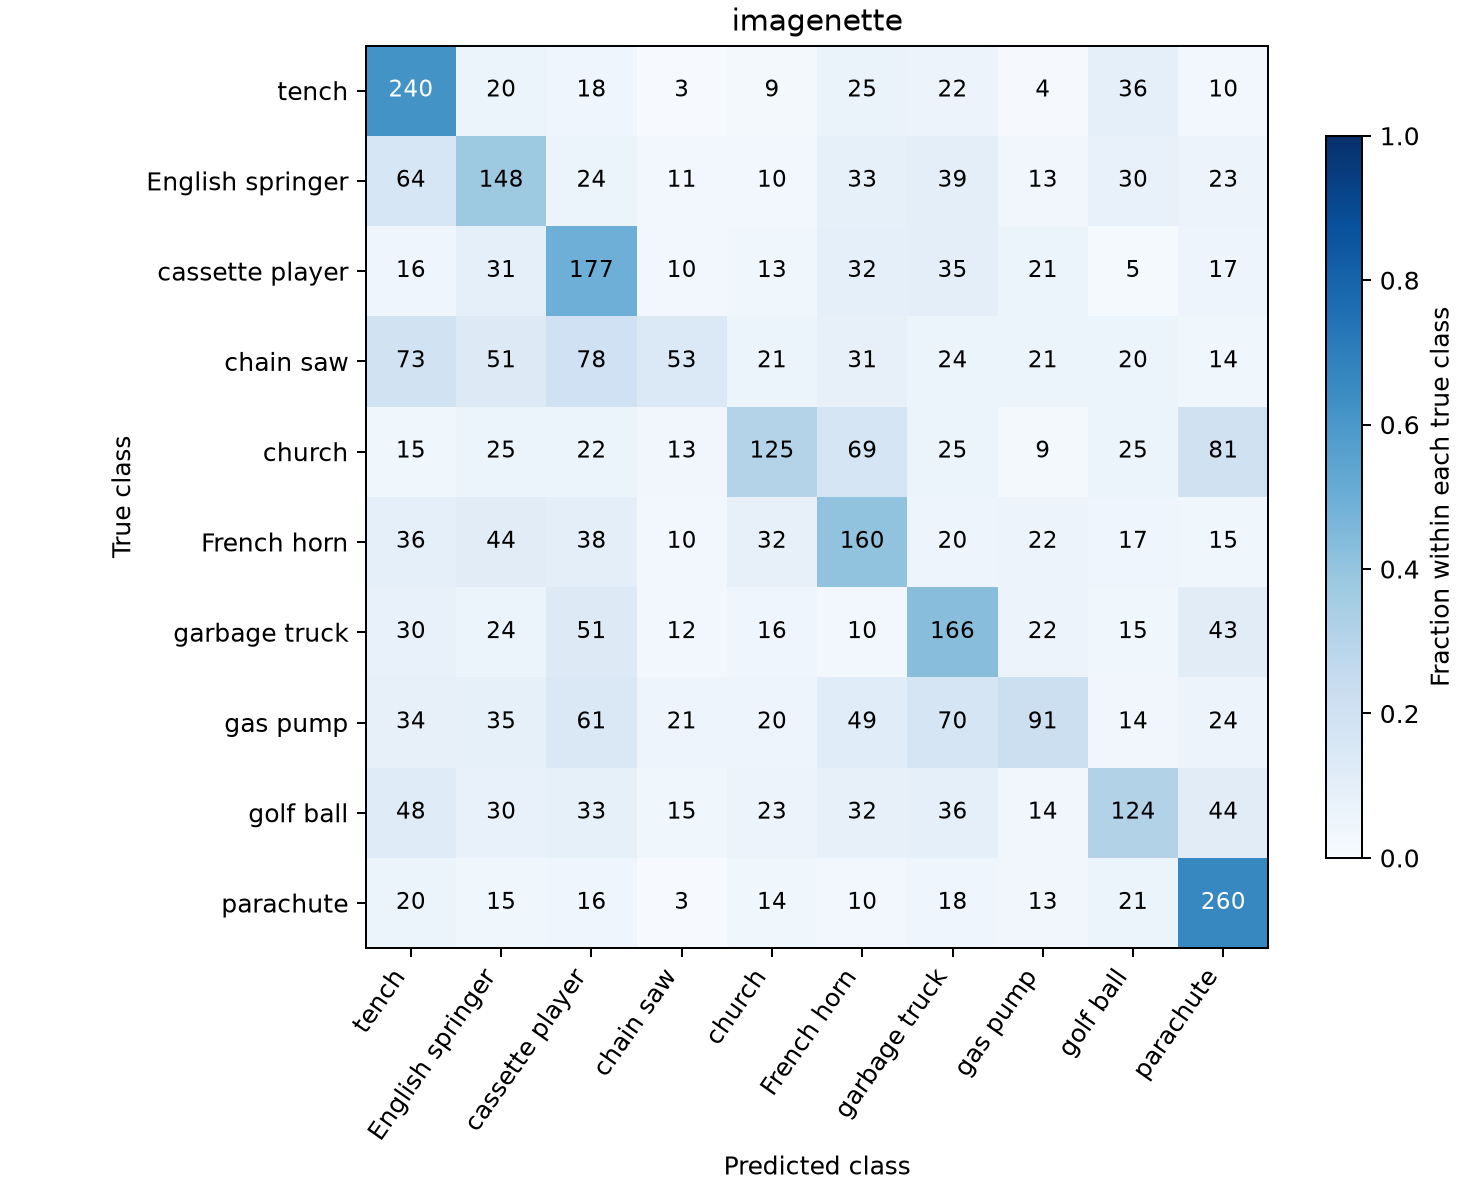 imagenette
tench 240 20 18 3 9 25 22 4 36 10
English springer 64 148 24 11 10 33 39 13 30 23
cassette player 16 31 177 10 13 32 35 21 5 17
chain saw 73 51 78 53 21 31 24 21 20 14
church 15 25 22 13 125 69 25 9 25 81
French horn 36 44 38 10 32 160 20 22 17 15
garbage truck 30 24 51 12 16 10 166 22 15 43
gas pump 34 35 61 21 20 49 70 91 14 24
golf ball 48 30 33 15 23 32 36 14 124 44
parachute 20 15 16 3 14 10 18 13 21 260
True class
tench
English springer
cassette player
chain saw
church
French horn
garbage truck
gas pump
golf ball
parachute
Predicted class
1.0
0.8
0.6
0.4
0.2
0.0
Fraction within each true class